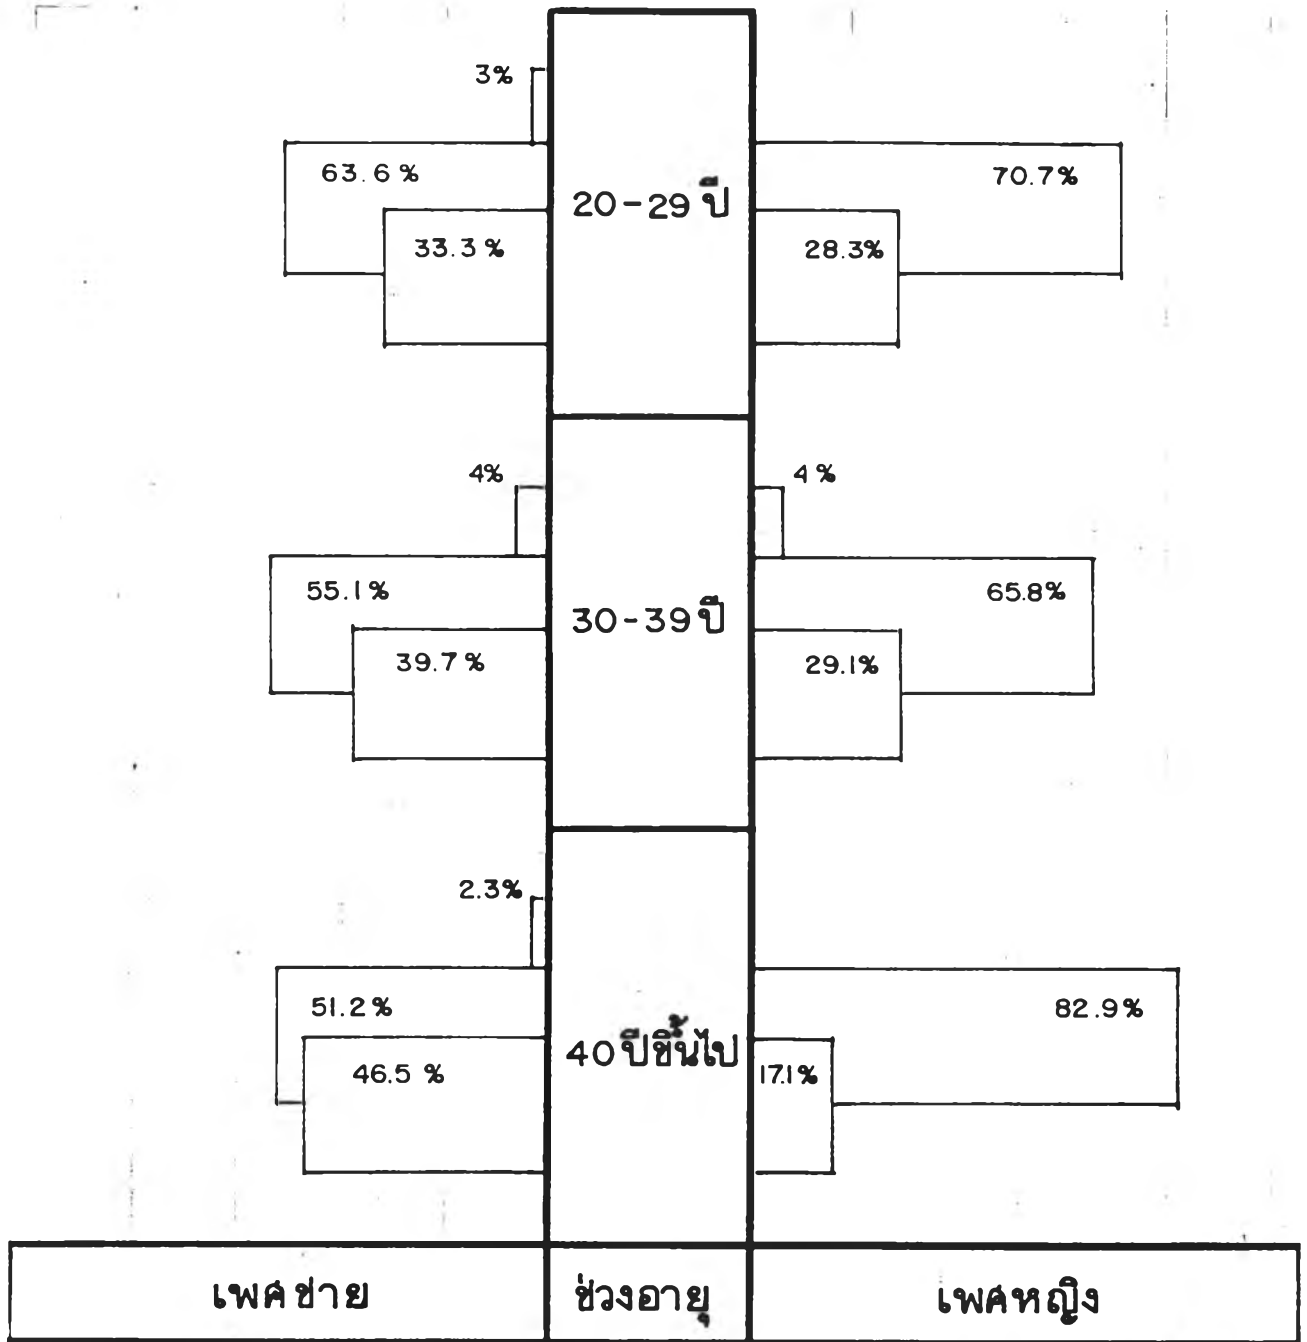 3%
63.6%
70.7%
20-29 ปี
33.3%
28.3%
4%
4%
55.1%
65.8%
30-39 ปี
39.7%
29.1%
2.3%
51.2%
82.9%
40 ปีขึ้นไป
46.5%
17.1%
เพศชาย
ช่วงอายุ
เพศหญิง